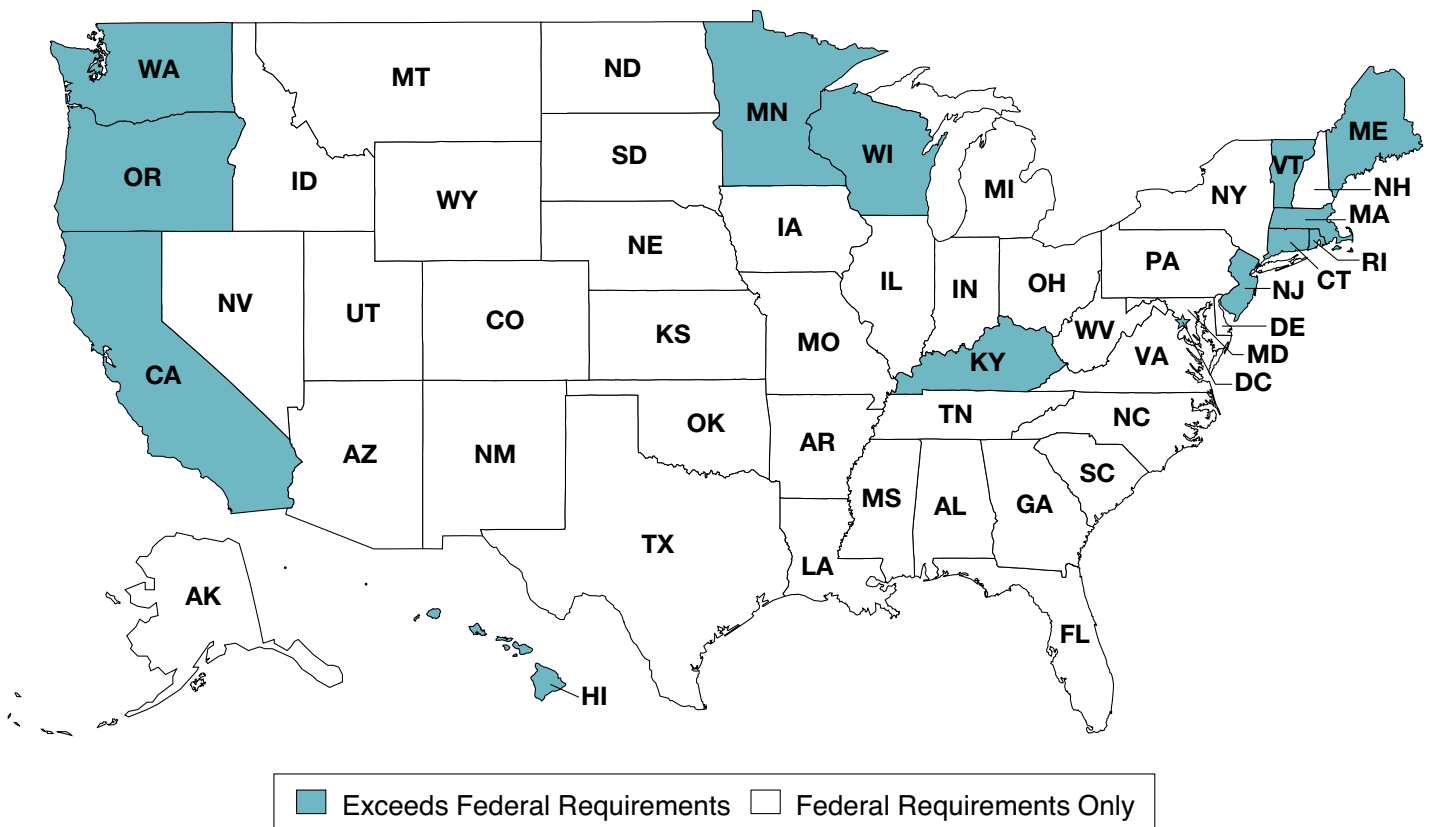 WA
MT
ND
MN
ME
OR
ID
SD
WI
VT
WY
MI
NY
NH
MA
IA
NE
PA
RI
CT
NV
UT
CO
IL
IN
OH
NJ
KS
MO
WV
DE
CA
KY
VA
MD
DC
TN
NC
AZ
NM
OK
AR
SC
MS
AL
GA
TX
LA
AK
FL
HI
Exceeds Federal Requirements
Federal Requirements Only